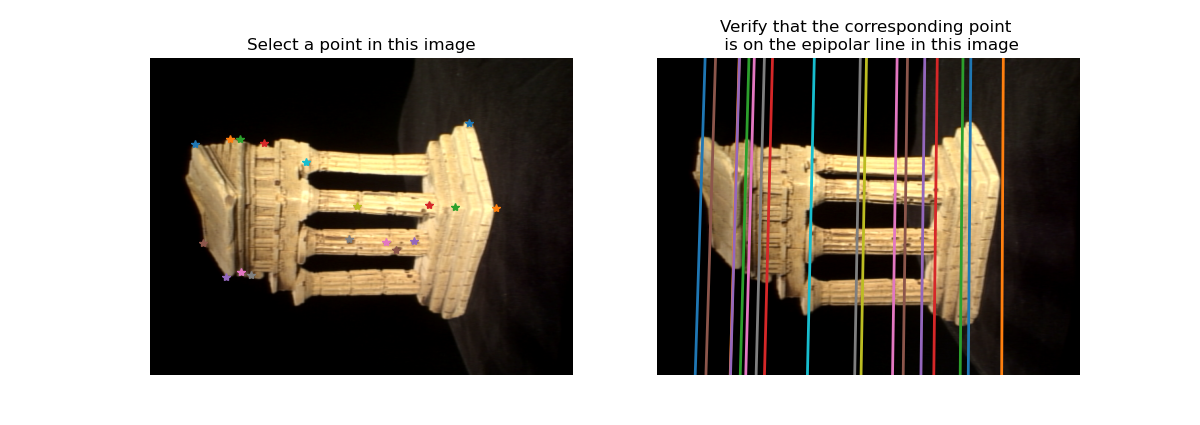 Select a point in this image
Verify that the corresponding point
is on the epipolar line in this image